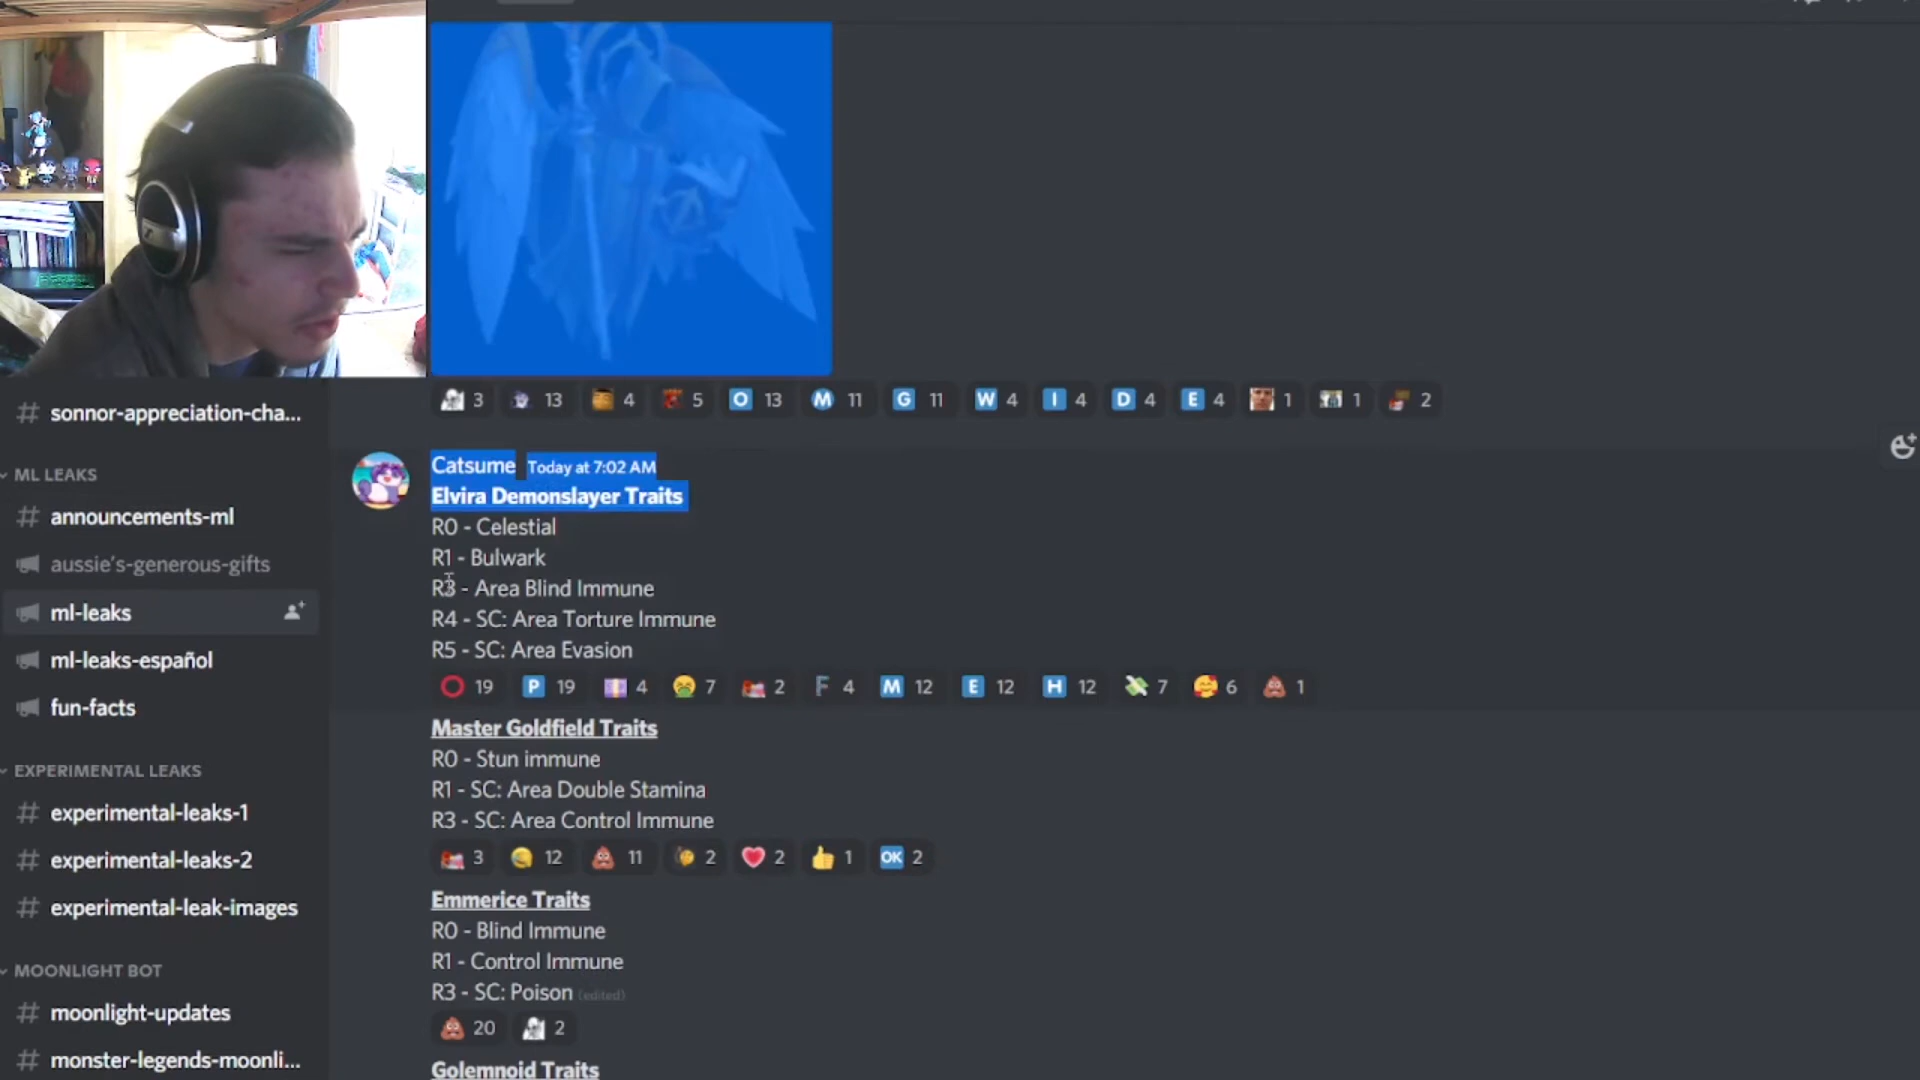 3 13 4 5 O 13 M 11 G 11 W 4 I 4 D 4 E 4 1 1 2
# sonnor-appreciation-cha...
ML LEAKS
# announcements-ml
aussie's-generous-gifts
ml-leaks
ml-leaks-español
fun-facts
EXPERIMENTAL LEAKS
# experimental-leaks-1
# experimental-leaks-2
# experimental-leak-images
MOONLIGHT BOT
# moonlight-updates
# monster-legends-moonli...
Catsume Today at 7:02 AM
Elvira Demonslayer Traits
R0 - Celestial
R1 - Bulwark
R3 - Area Blind Immune
R4 - SC: Area Torture Immune
R5 - SC: Area Evasion
19 P 19 4 7 2 F 4 M 12 E 12 H 12 7 6 1
Master Goldfield Traits
R0 - Stun immune
R1 - SC: Area Double Stamina
R3 - SC: Area Control Immune
3 12 11 2 2 1 OK 2
Emmerice Traits
R0 - Blind Immune
R1 - Control Immune
R3 - SC: Poison (edited)
20 2
Golemnoid Traits